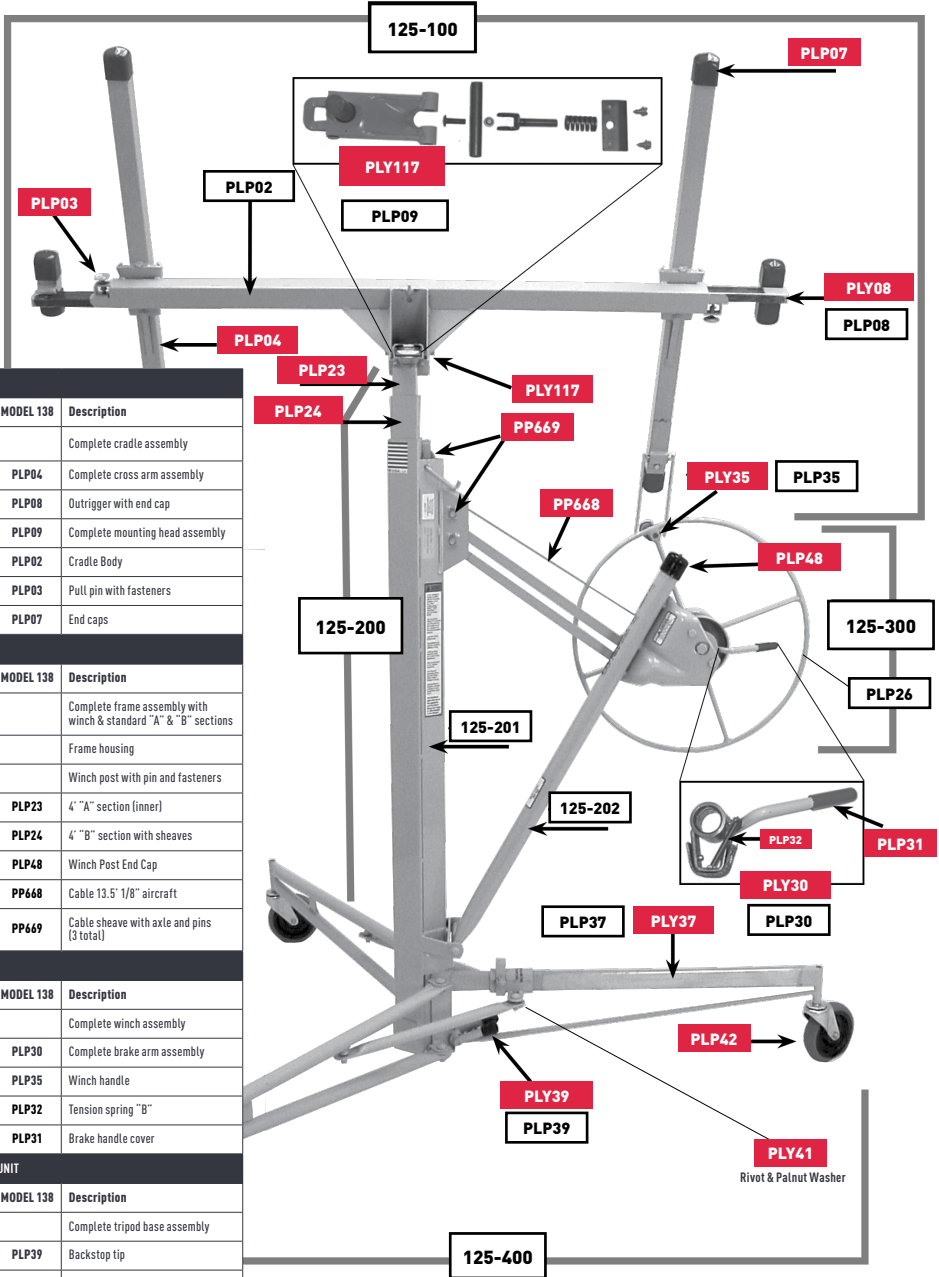 125-100
PLP07
PLY117
PLP09
PLP02
PLP03
PLY08
PLP08
PLP04
PLP23
PLY117
PLP24
PP669
PLY35
PLP35
PP668
PLP48
125-200
125-300
PLP26
125-201
125-202
PLP32
PLP31
PLY30
PLP30
PLP37
PLY37
PLP42
PLY39
PLP39
PLY41
Rivot & Palnut Washer
125-400
MODEL 138 Description
Complete cradle assembly
PLP04 Complete cross arm assembly
PLP08 Outrigger with end cap
PLP09 Complete mounting head assembly
PLP02 Cradle Body
PLP03 Pull pin with fasteners
PLP07 End caps
MODEL 138 Description
Complete frame assembly with
winch & standard "A" & "B" sections
Frame housing
Winch post with pin and fasteners
PLP23 4' "A" section (inner)
PLP24 4' "B" section with sheaves
PLP48 Winch Post End Cap
PP668 Cable 13.5' 1/8" aircraft
PP669 Cable sheave with axle and pins
(3 total)
MODEL 138 Description
Complete winch assembly
PLP30 Complete brake arm assembly
PLP35 Winch handle
PLP32 Tension spring "B"
PLP31 Brake handle cover
UNIT
MODEL 138 Description
Complete tripod base assembly
PLP39 Backstop tip